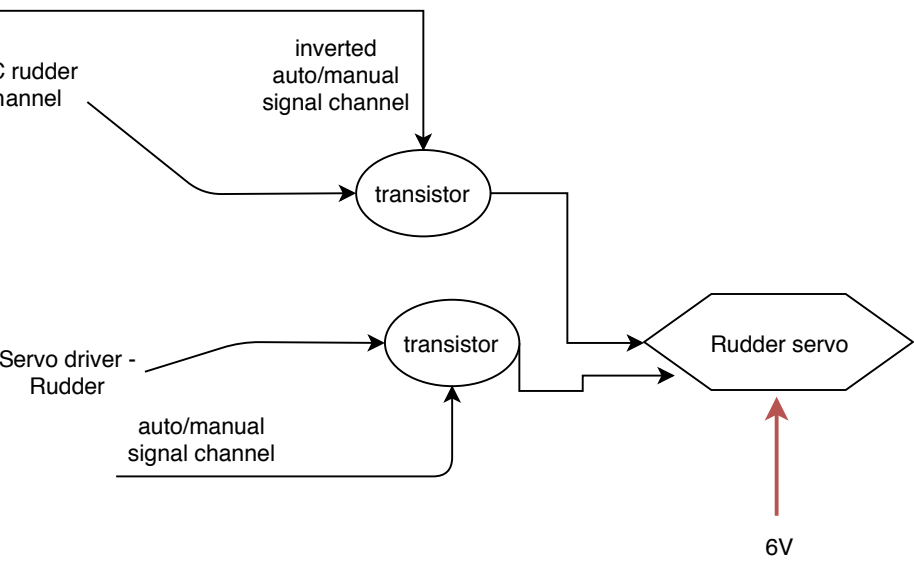 inverted
auto/manual
signal channel
C rudder
hannel
transistor
transistor
Servo driver -
Rudder
Rudder servo
auto/manual
signal channel
6V